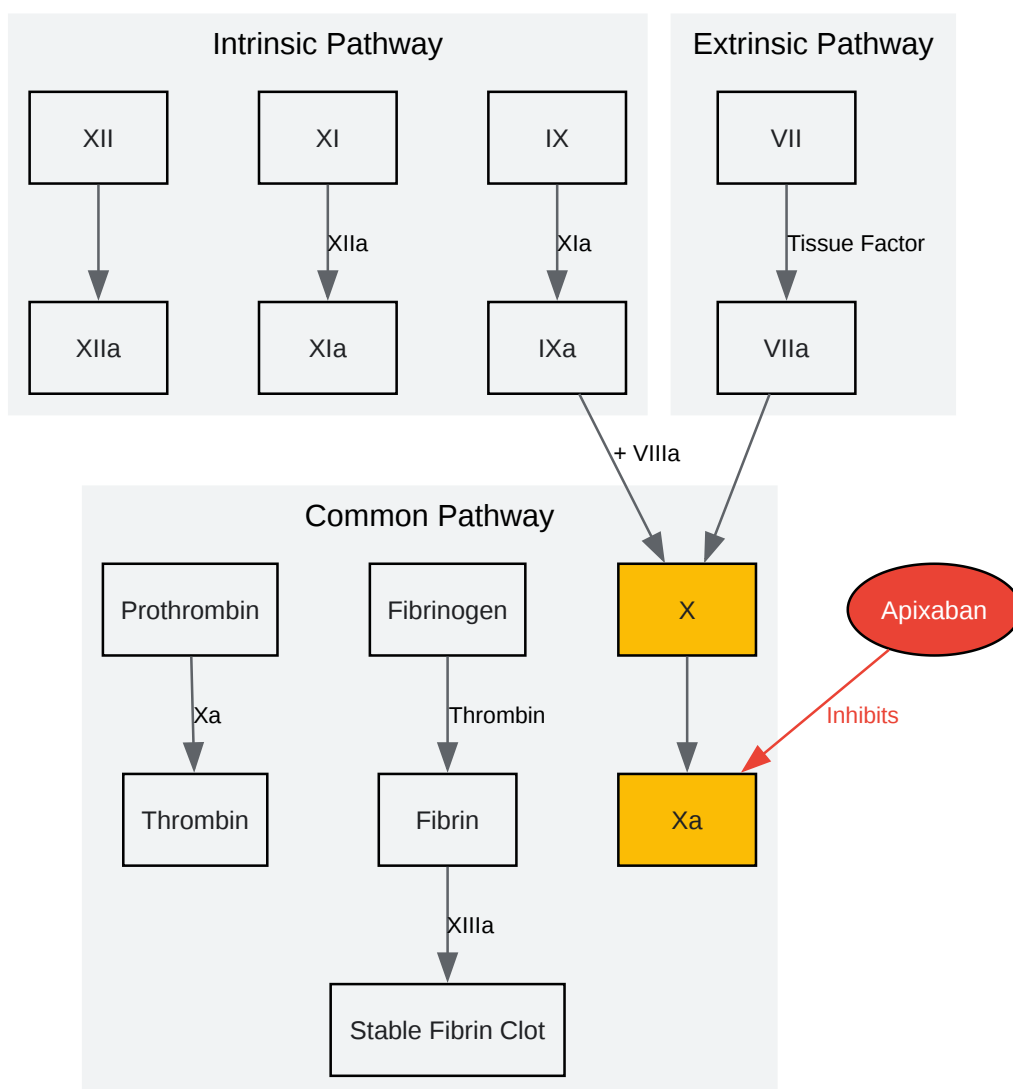 Intrinsic Pathway
Extrinsic Pathway
XII
XI
IX
VII
XIIa
XIa
Tissue Factor
XIIa
XIa
IXa
VIIa
+ VIIIa
Common Pathway
Prothrombin
Fibrinogen
X
Apixaban
Xa
Thrombin
Inhibits
Thrombin
Fibrin
Xa
XIIIa
Stable Fibrin Clot